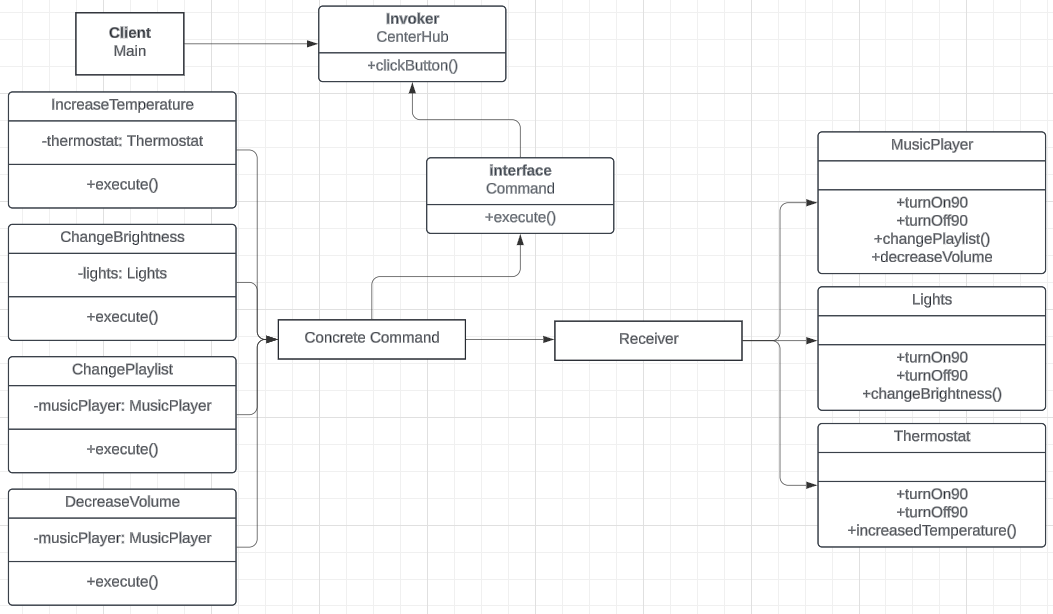 Client
Main
Invoker
CenterHub
+clickButton()
IncreaseTemperature
-thermostat: Thermostat
+execute()
ChangeBrightness
-lights: Lights
+execute()
ChangePlaylist
-musicPlayer: MusicPlayer
+execute()
DecreaseVolume
-musicPlayer: MusicPlayer
+execute()
interface
Command
+execute()
Concrete Command
Receiver
MusicPlayer
+turnOn90
+turnOff90
+changePlaylist()
+decreaseVolume
Lights
+turnOn90
+turnOff90
+changeBrightness()
Thermostat
+turnOn90
+turnOff90
+increasedTemperature()